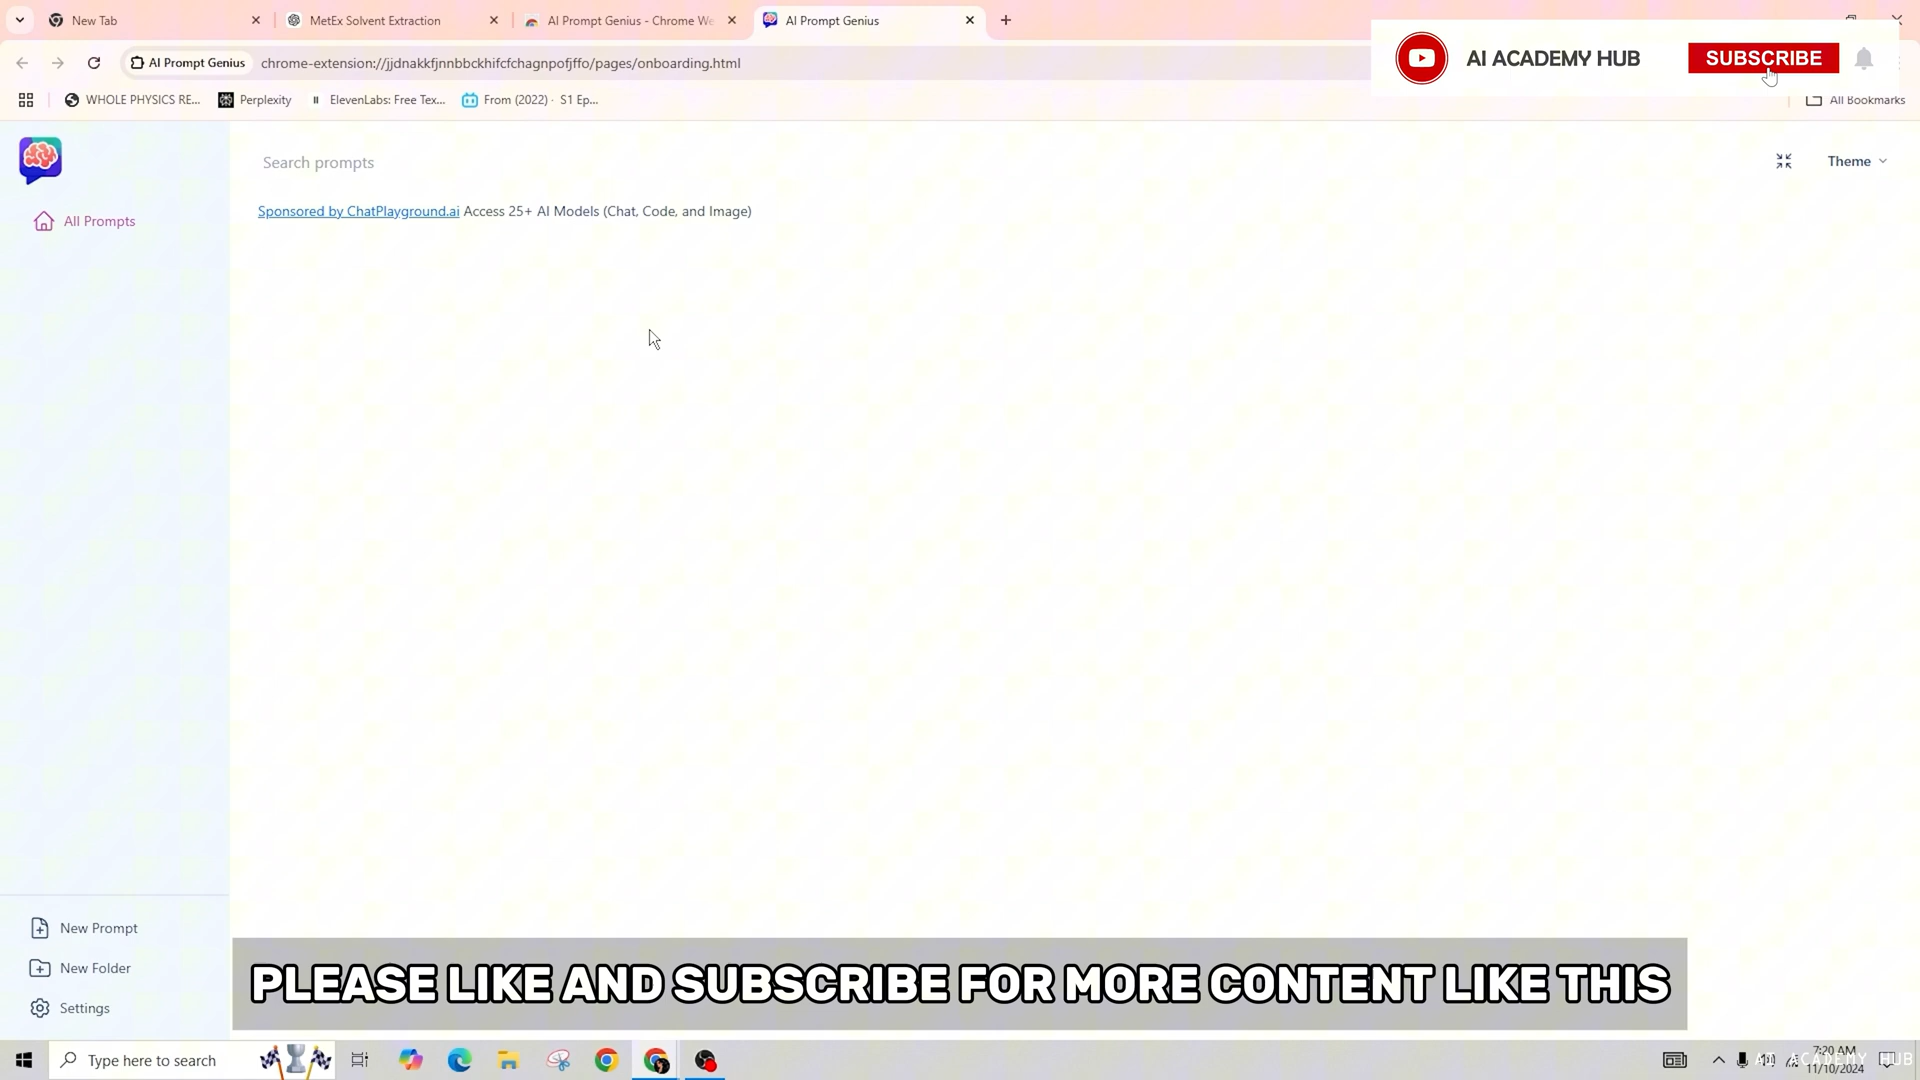 New Tab
MetEx Solvent Extraction
AI Prompt Genius - Chrome We
AI Prompt Genius
AI Prompt Genius
chrome-extension://jjdnakkfjnnbbckhifcfchagnpofjffo/pages/onboarding.html
AI ACADEMY HUB
SUBSCRIBE
WHOLE PHYSICS RE...
Perplexity
ElevenLabs: Free Tex...
From (2022) · S1 Ep...
All Bookmarks
Search prompts
Theme
Sponsored by ChatPlayground.ai Access 25+ AI Models (Chat, Code, and Image)
All Prompts
New Prompt
New Folder
Settings
PLEASE LIKE AND SUBSCRIBE FOR MORE CONTENT LIKE THIS
Type here to search
7:20 AM
AI ACADEMY HUB
11/10/2024